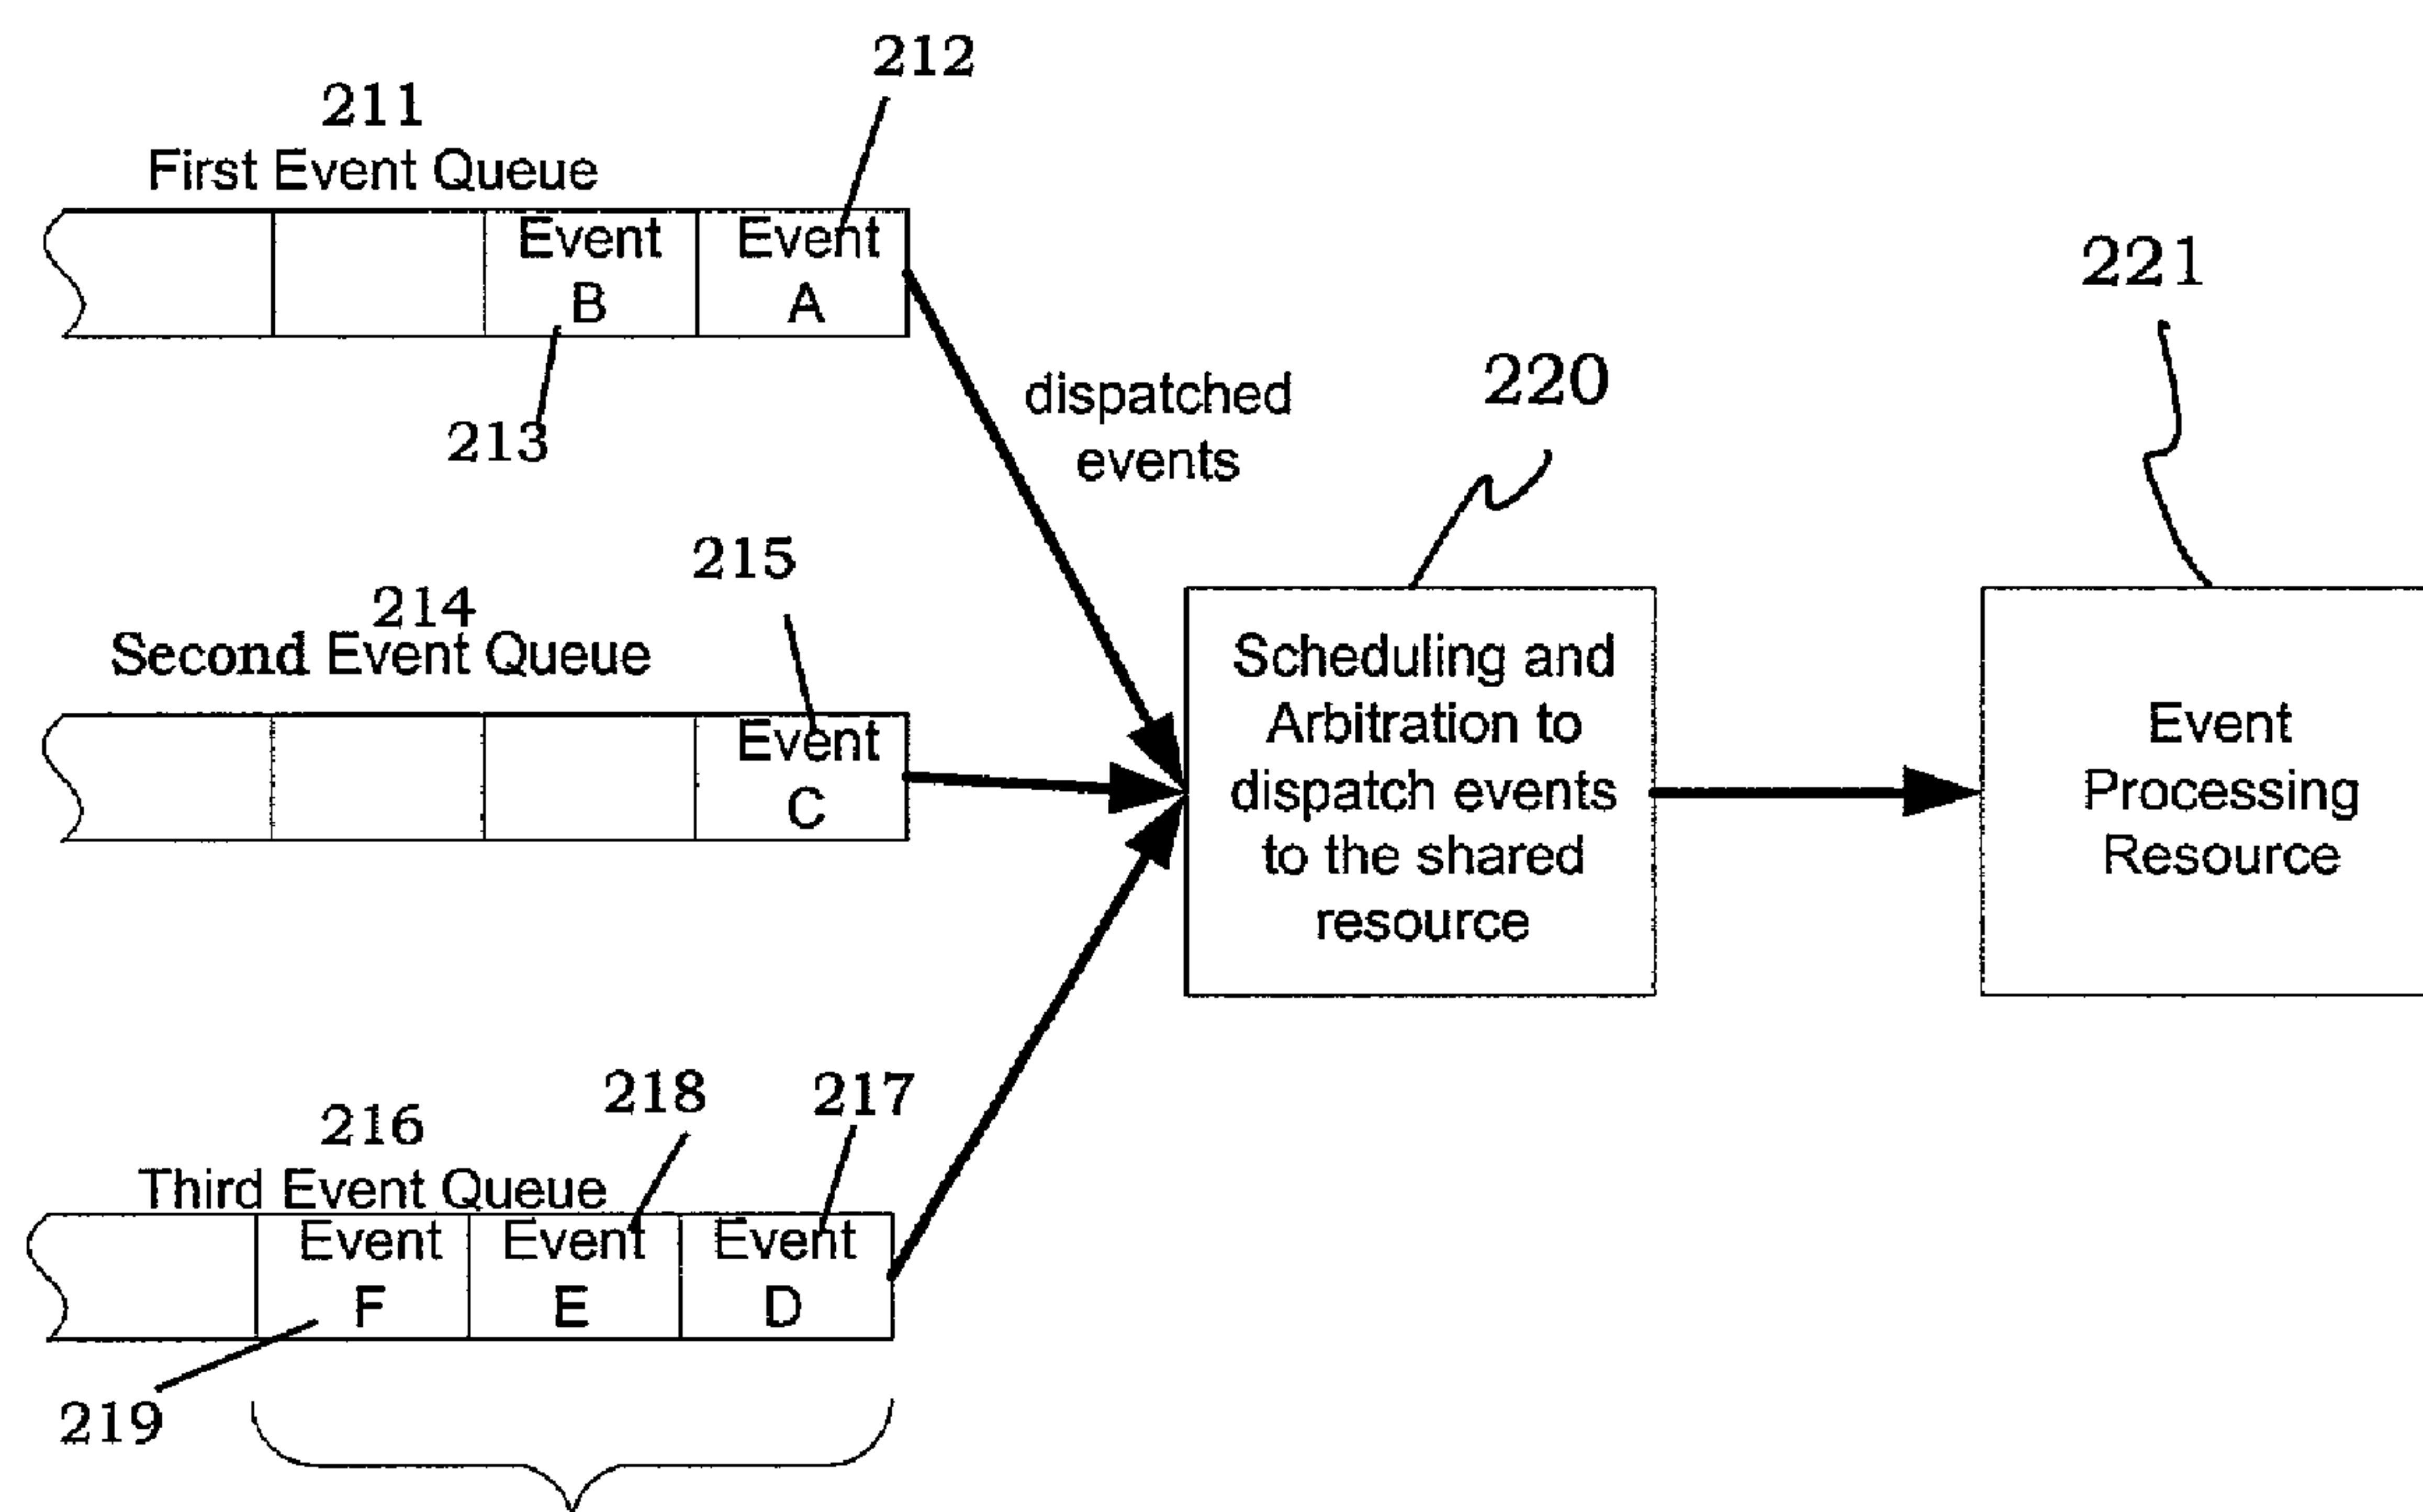 212
211
First Event Queue
Event
B
Event
A
213
dispatched
events
220
221
215
214
Second Event Queue
Event
C
Scheduling and
Arbitration to
dispatch events
to the shared
resource
Event
Processing
Resource
218
217
216
Third Event Queue
Event
F
Event
E
Event
D
219